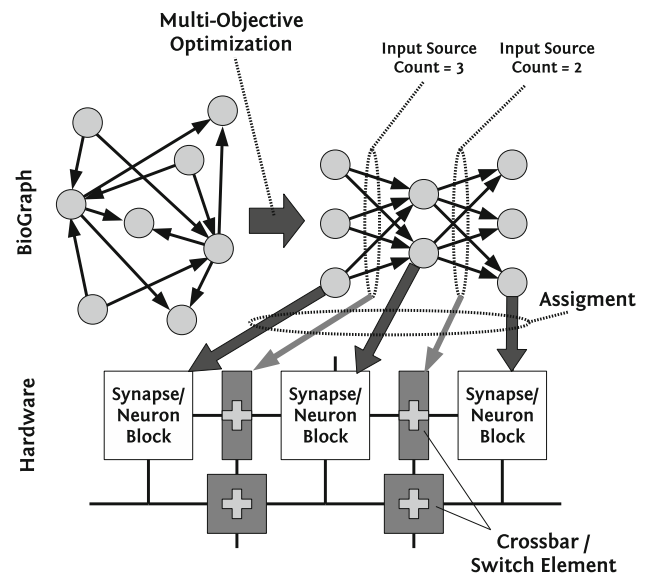 Multi-Objective
Optimization
Input Source
Count = 3
Input Source
Count = 2
BioGraph
Assigment
Hardware
Synapse/
Neuron
Block
Synapse/
Neuron
Block
Synapse/
Neuron
Block
Crossbar /
Switch Element